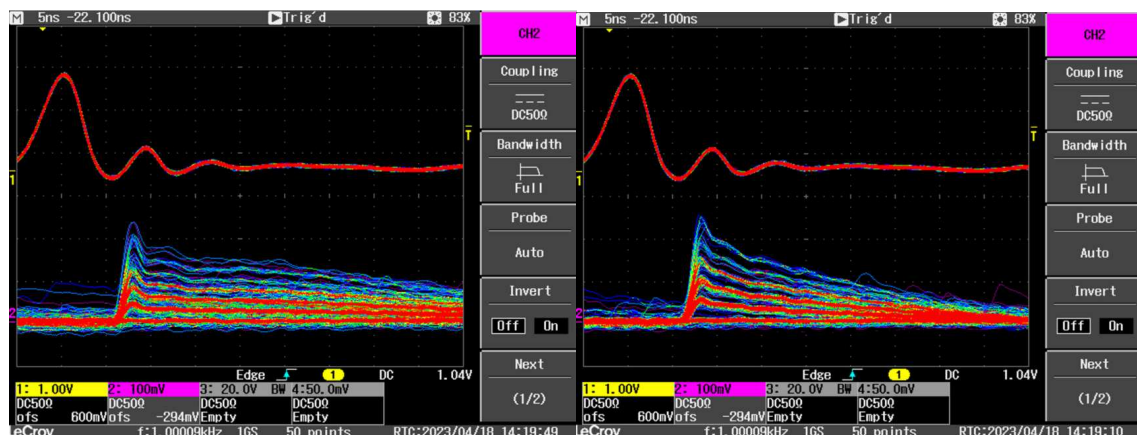 M 5ns -22.100ns Trig'd 83%
CH2
Coupling
DC50Ω
Bandwidth
Full
Probe
Auto
Invert
Off On
Next
(1/2)
T
1
2
Edge 1 DC 1.04V
1: 1.00V 2: 100mV 3: 20.0V BW 4:50.0mV
DC50Ω DC50Ω DC50Ω DC50Ω
ofs 600mV ofs -294mV Empty Empty
LeCroy f:1.00009kHz 1GS 50 points RTC:2023/04/18 14:19:49
M 5ns -22.100ns Trig'd 83%
CH2
Coupling
DC50Ω
Bandwidth
Full
Probe
Auto
Invert
Off On
Next
(1/2)
T
1
2
Edge 1 DC 1.04V
1: 1.00V 2: 100mV 3: 20.0V BW 4:50.0mV
DC50Ω DC50Ω DC50Ω DC50Ω
ofs 600mV ofs -294mV Empty Empty
LeCroy f:1.00009kHz 1GS 50 points RTC:2023/04/18 14:19:10